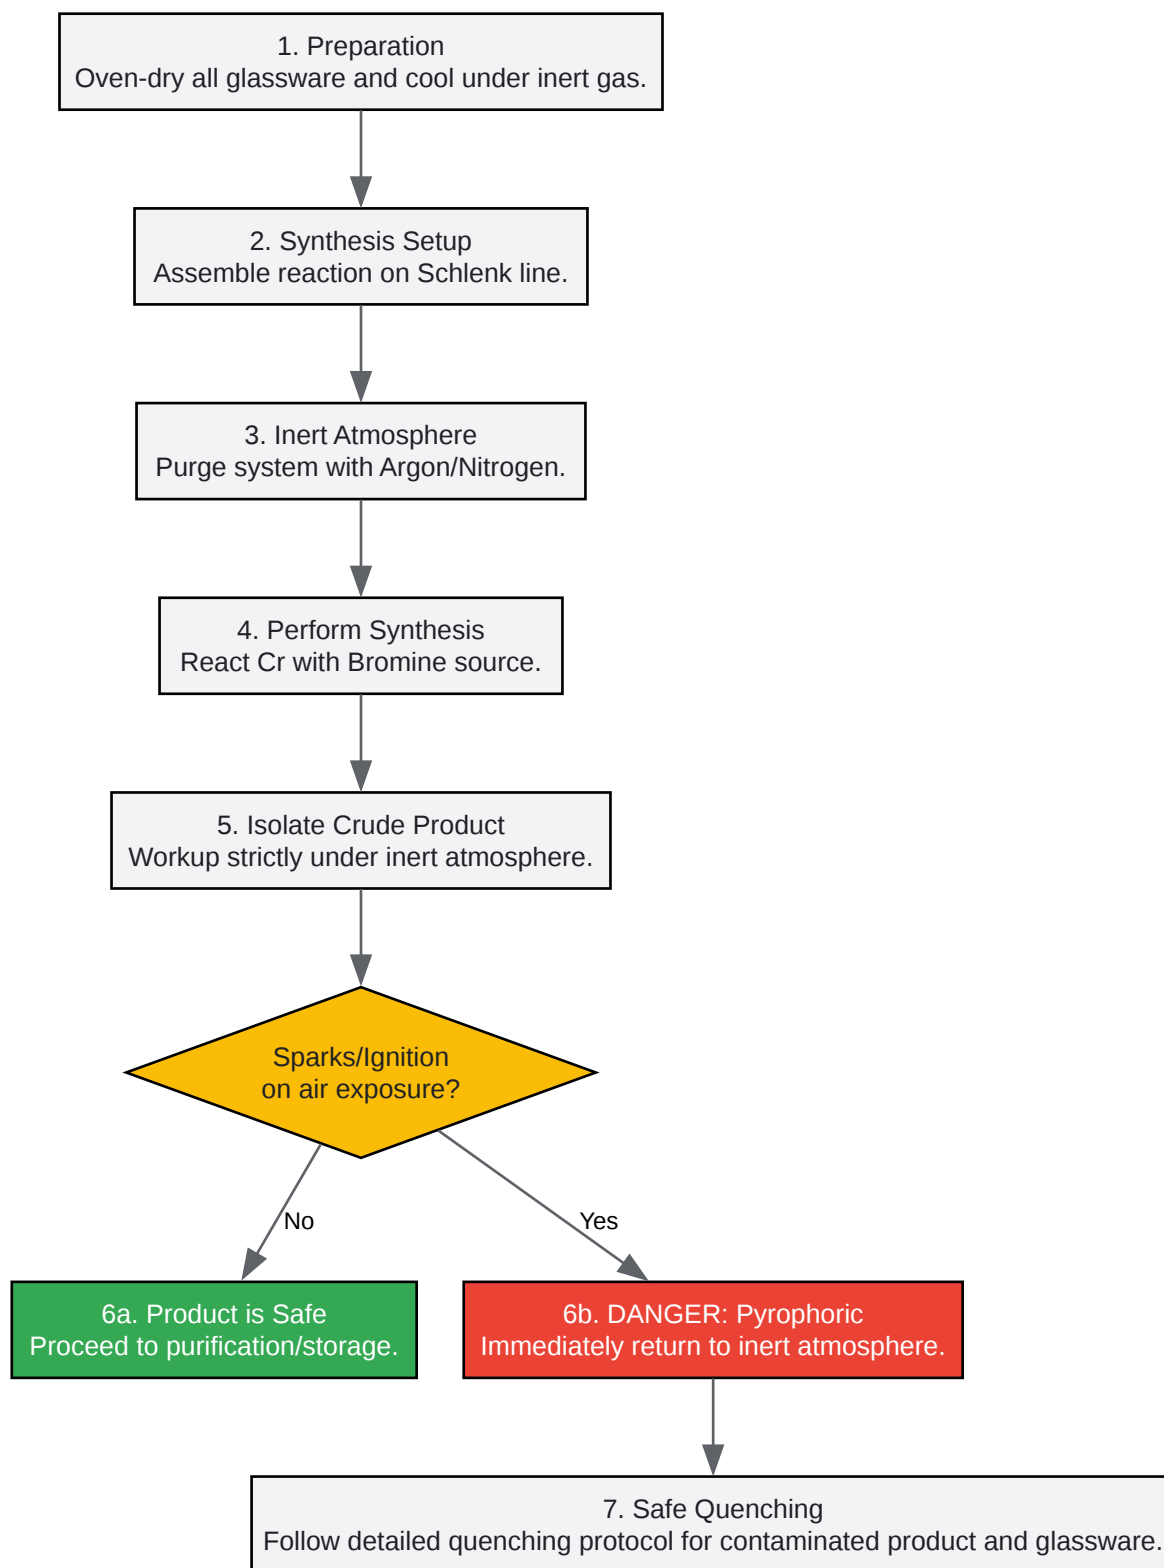 1. Preparation
Oven-dry all glassware and cool under inert gas.
2. Synthesis Setup
Assemble reaction on Schlenk line.
3. Inert Atmosphere
Purge system with Argon/Nitrogen.
4. Perform Synthesis
React Cr with Bromine source.
5. Isolate Crude Product
Workup strictly under inert atmosphere.
Sparks/Ignition
on air exposure?
No
Yes
6a. Product is Safe
Proceed to purification/storage.
6b. DANGER: Pyrophoric
Immediately return to inert atmosphere.
7. Safe Quenching
Follow detailed quenching protocol for contaminated product and glassware.